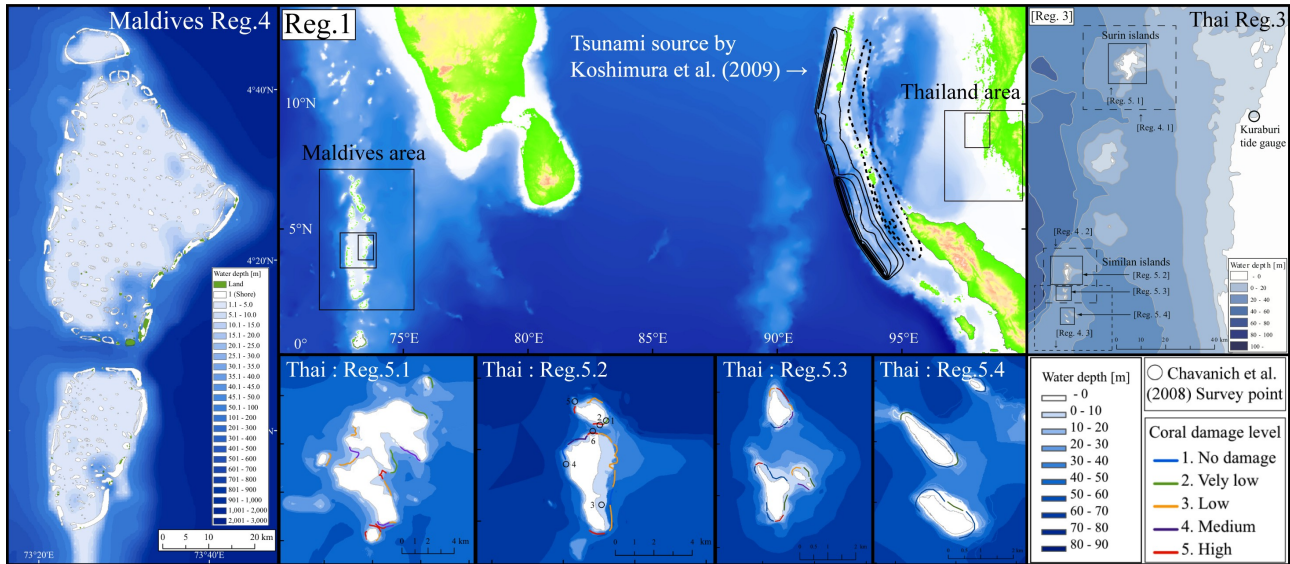 Maldives Reg.4
4°40'N
4°20'N
73°20'E
73°40'E
Water depth [m]
Land
1 (Shore)
1.1 - 5.0
5.1 - 10.0
10.1 - 15.0
15.1 - 20.0
20.1 - 25.0
25.1 - 30.0
30.1 - 35.0
35.1 - 40.0
40.1 - 45.0
45.1 - 50.0
50.1 - 100
101 - 200
201 - 300
301 - 400
401 - 500
501 - 600
601 - 700
701 - 800
801 - 900
901 - 1,000
1,001 - 2,000
2,001 - 3,000
0 10 20 km
Reg.1
Tsunami source by
Koshimura et al. (2009) →
Thailand area
Maldives area
10°N
5°N
0°
75°E
80°E
85°E
90°E
95°E
[Reg. 3]
Thai Reg.3
Surin islands
[Reg. 5. 1]
[Reg. 4. 1]
Kuraburi
tide gauge
[Reg. 4 . 2]
Similan islands
[Reg. 5. 2]
[Reg. 5. 3]
[Reg. 5. 4]
[Reg. 4. 3]
Water depth [m]
- 0
0 - 20
20 - 40
40 - 60
60 - 80
80 - 100
100 -
0 10 20 40 km
Thai : Reg.5.1
0 2 4 km
Thai : Reg.5.2
5
2
1
6
4
3
0 2 4 km
Thai : Reg.5.3
Thai : Reg.5.4
Water depth [m]
- 0
0 - 10
10 - 20
20 - 30
30 - 40
40 - 50
50 - 60
60 - 70
70 - 80
80 - 90
Chavanich et al.
(2008) Survey point
Coral damage level
1. No damage
2. Vely low
3. Low
4. Medium
5. High